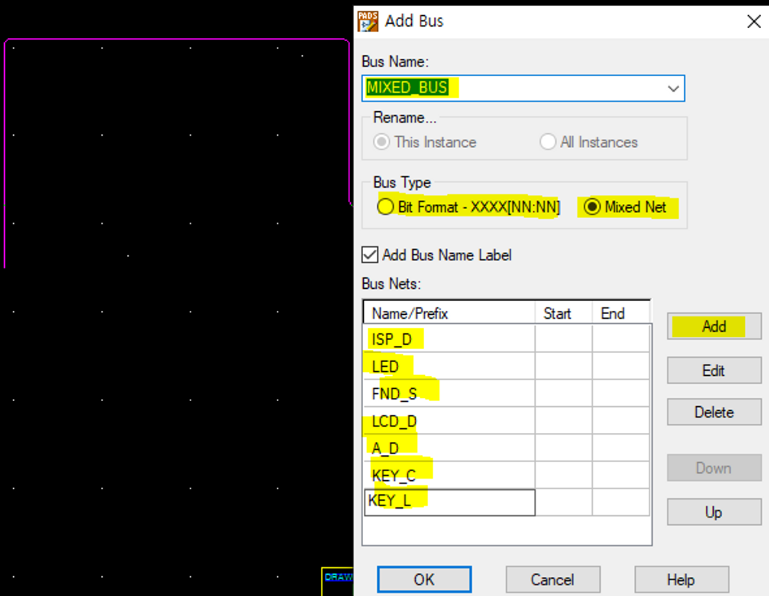 PADS Add Bus
Bus Name:
MIXED_BUS
Rename...
This Instance All Instances
Bus Type
Bit Format - XXXX[NN:NN] Mixed Net
Add Bus Name Label
Bus Nets:
Name/Prefix Start End
ISP_D
Add
LED
Edit
FND_S
LCD_D
Delete
A_D
KEY_C
Down
KEY_L
Up
DRAW
OK Cancel Help